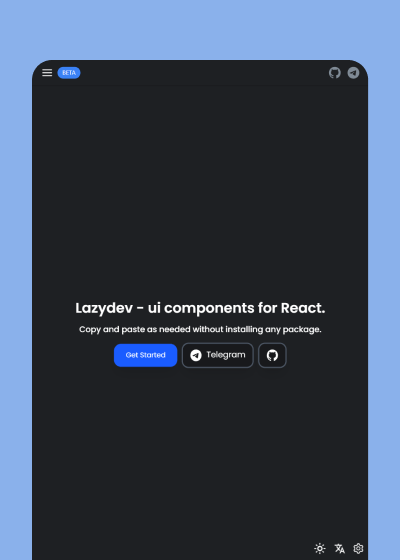 BETA
Lazydev - ui components for React.
Copy and paste as needed without installing any package.
Get Started
Telegram